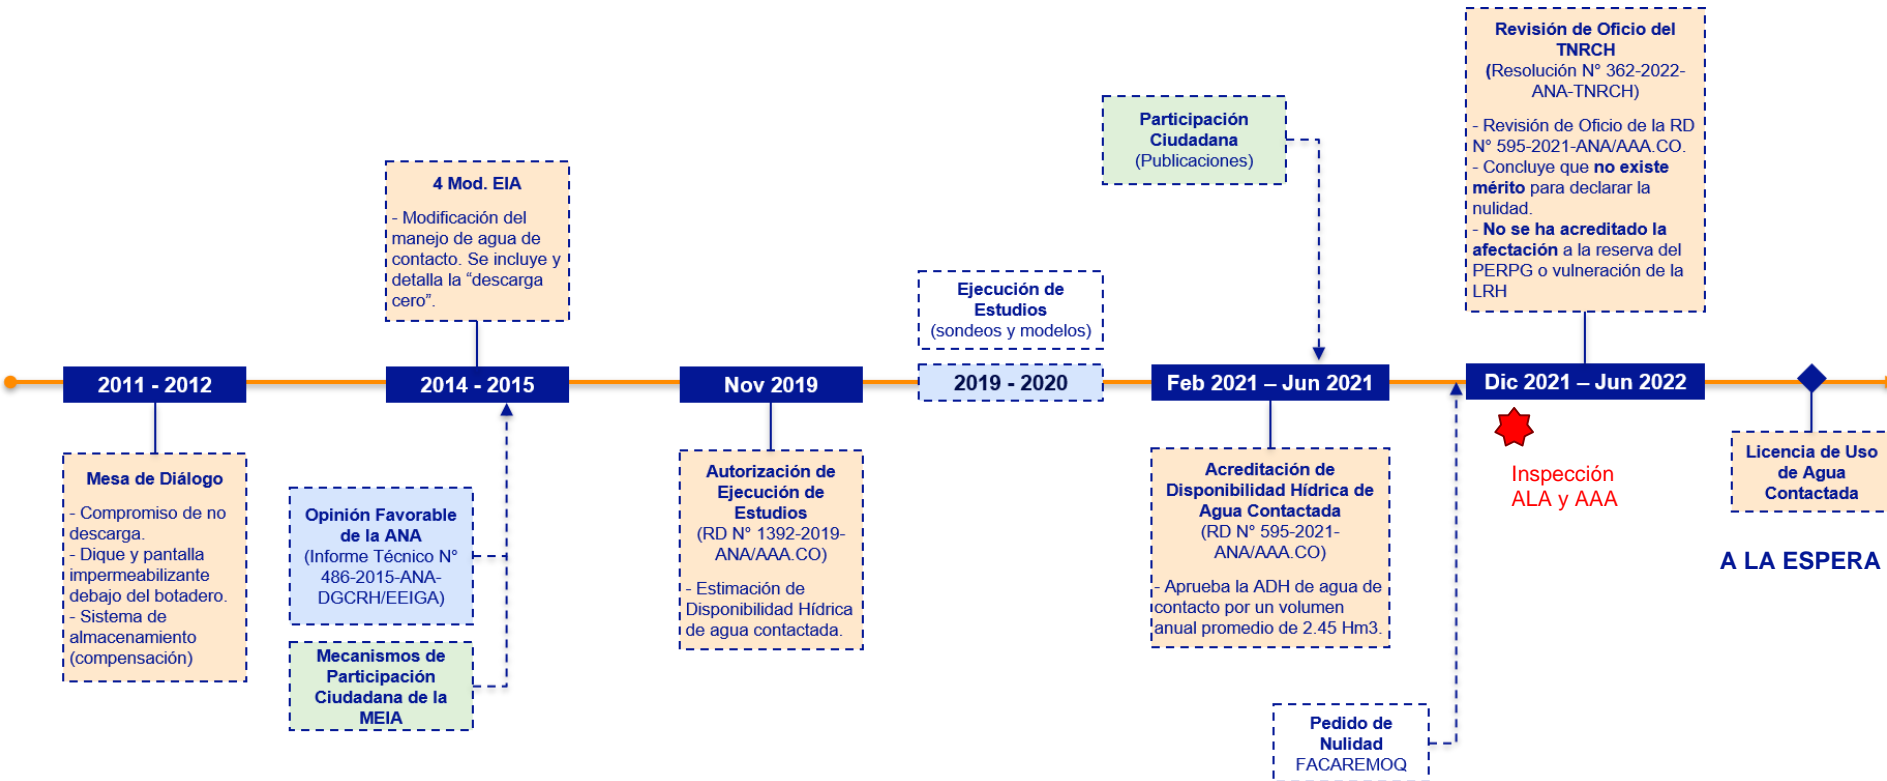 Revisión de Oficio del
TNRCH
(Resolución N° 362-2022-
ANA-TNRCH)
- Revisión de Oficio de la RD
N° 595-2021-ANA/AAA.CO.
- Concluye que no existe
mérito para declarar la
nulidad.
- No se ha acreditado la
afectación a la reserva del
PERPG o vulneración de la
LRH
Participación
Ciudadana
(Publicaciones)
4 Mod. EIA
- Modificación del
manejo de agua de
contacto. Se incluye y
detalla la “descarga
cero”.
Ejecución de
Estudios
(sondeos y modelos)
2011 - 2012
2014 - 2015
Nov 2019
2019 - 2020
Feb 2021 – Jun 2021
Dic 2021 – Jun 2022
Mesa de Diálogo
- Compromiso de no
descarga.
- Dique y pantalla
impermeabilizante
debajo del botadero.
- Sistema de
almacenamiento
(compensación)
Opinión Favorable
de la ANA
(Informe Técnico N°
486-2015-ANA-
DGCRH/EEIGA)
Mecanismos de
Participación
Ciudadana de la
MEIA
Autorización de
Ejecución de
Estudios
(RD N° 1392-2019-
ANA/AAA.CO)
- Estimación de
Disponibilidad Hídrica
de agua contactada.
Acreditación de
Disponibilidad Hídrica de
Agua Contactada
(RD N° 595-2021-
ANA/AAA.CO)
- Aprueba la ADH de agua de
contacto por un volumen
anual promedio de 2.45 Hm3.
Pedido de
Nulidad
FACAREMOQ
Inspección
ALA y AAA
Licencia de Uso
de Agua
Contactada
A LA ESPERA